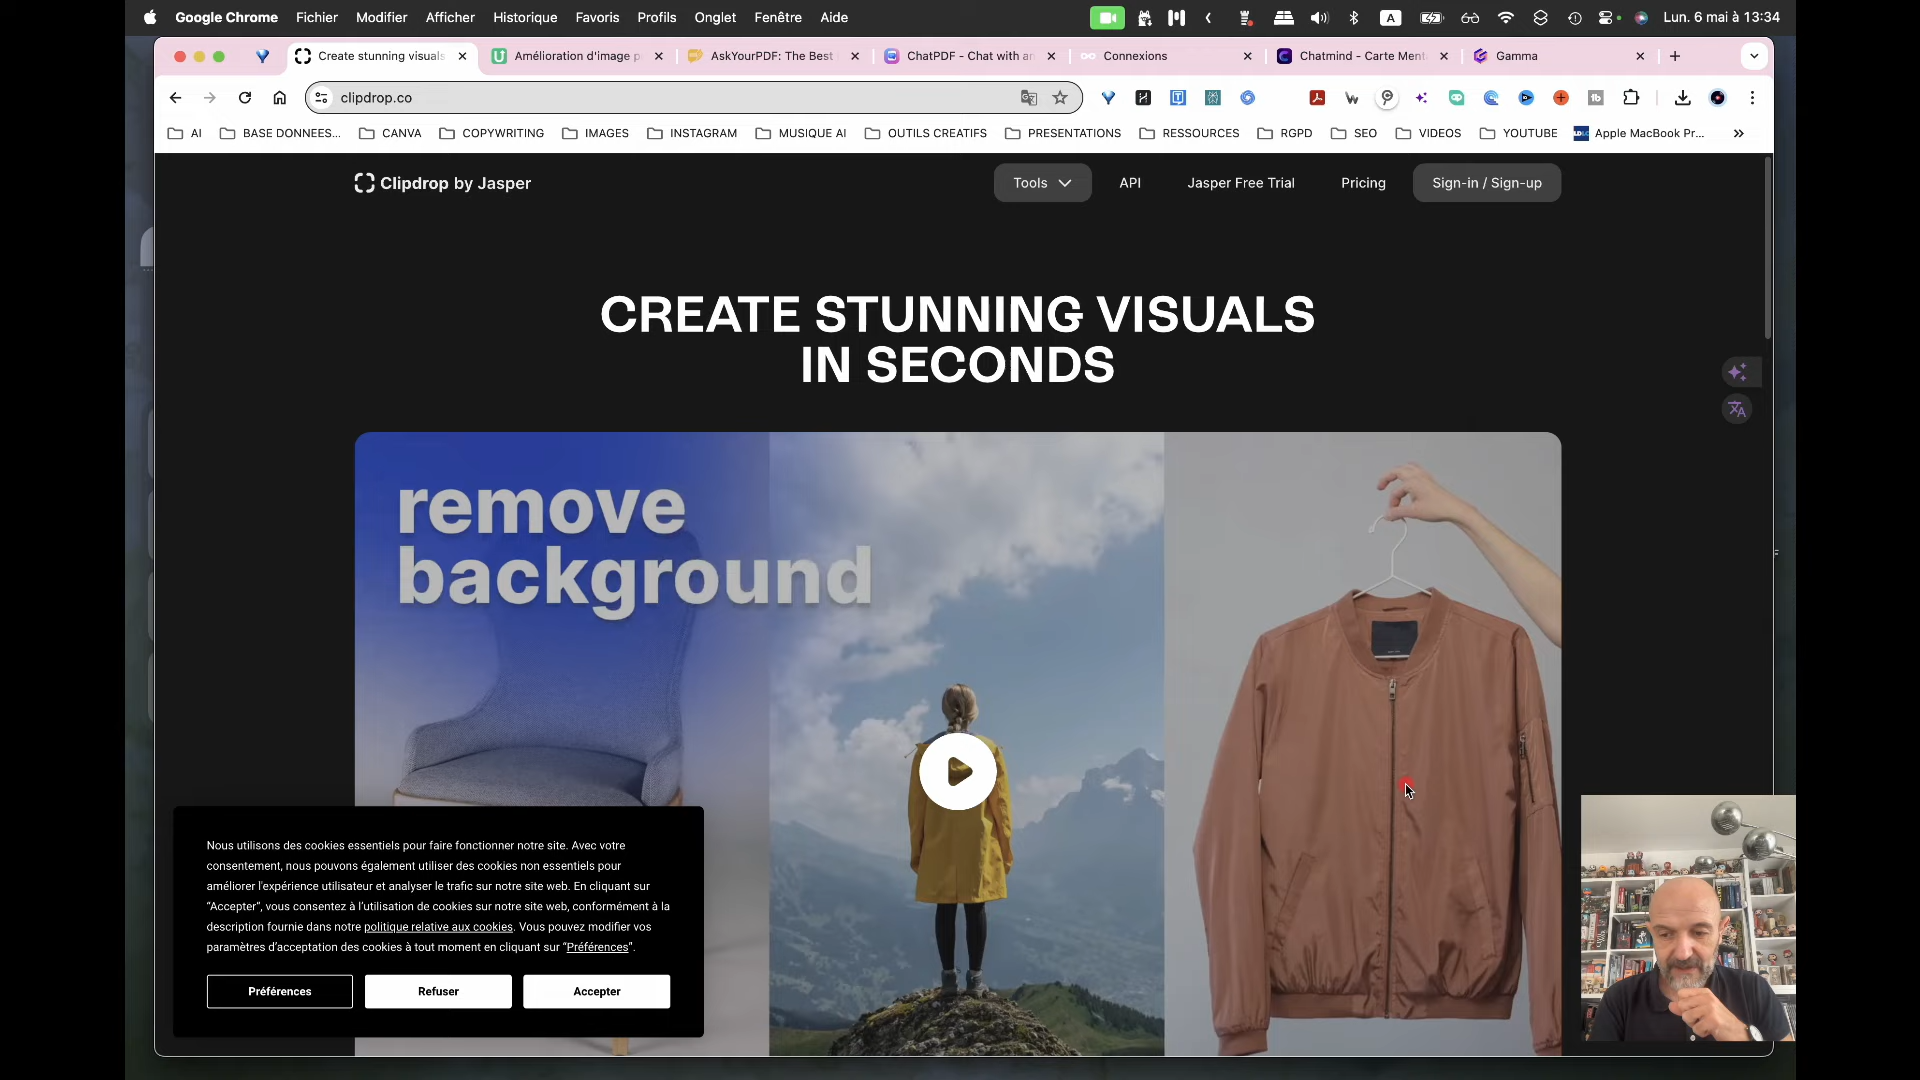 Google Chrome Fichier Modifier Afficher Historique Favoris Profils Onglet Fenêtre Aide A Lun. 6 mai à 13:34
Create stunning visuals Amélioration d'image p AskYourPDF: The Best ChatPDF - Chat with an Connexions Chatmind - Carte Ment Gamma
clipdrop.co
AI BASE DONNEES... CANVA COPYWRITING IMAGES INSTAGRAM MUSIQUE AI OUTILS CREATIFS PRESENTATIONS RESSOURCES RGPD SEO VIDEOS YOUTUBE Apple MacBook Pr...
Clipdrop by Jasper Tools API Jasper Free Trial Pricing Sign-in / Sign-up
CREATE STUNNING VISUALS
IN SECONDS
remove
background
Nous utilisons des cookies essentiels pour faire fonctionner notre site. Avec votre
consentement, nous pouvons également utiliser des cookies non essentiels pour
améliorer l'expérience utilisateur et analyser le trafic sur notre site web. En cliquant sur
"Accepter", vous consentez à l'utilisation de cookies sur notre site web, conformément à la
description fournie dans notre politique relative aux cookies. Vous pouvez modifier vos
paramètres d'acceptation des cookies à tout moment en cliquant sur "Préférences".
Préférences Refuser Accepter